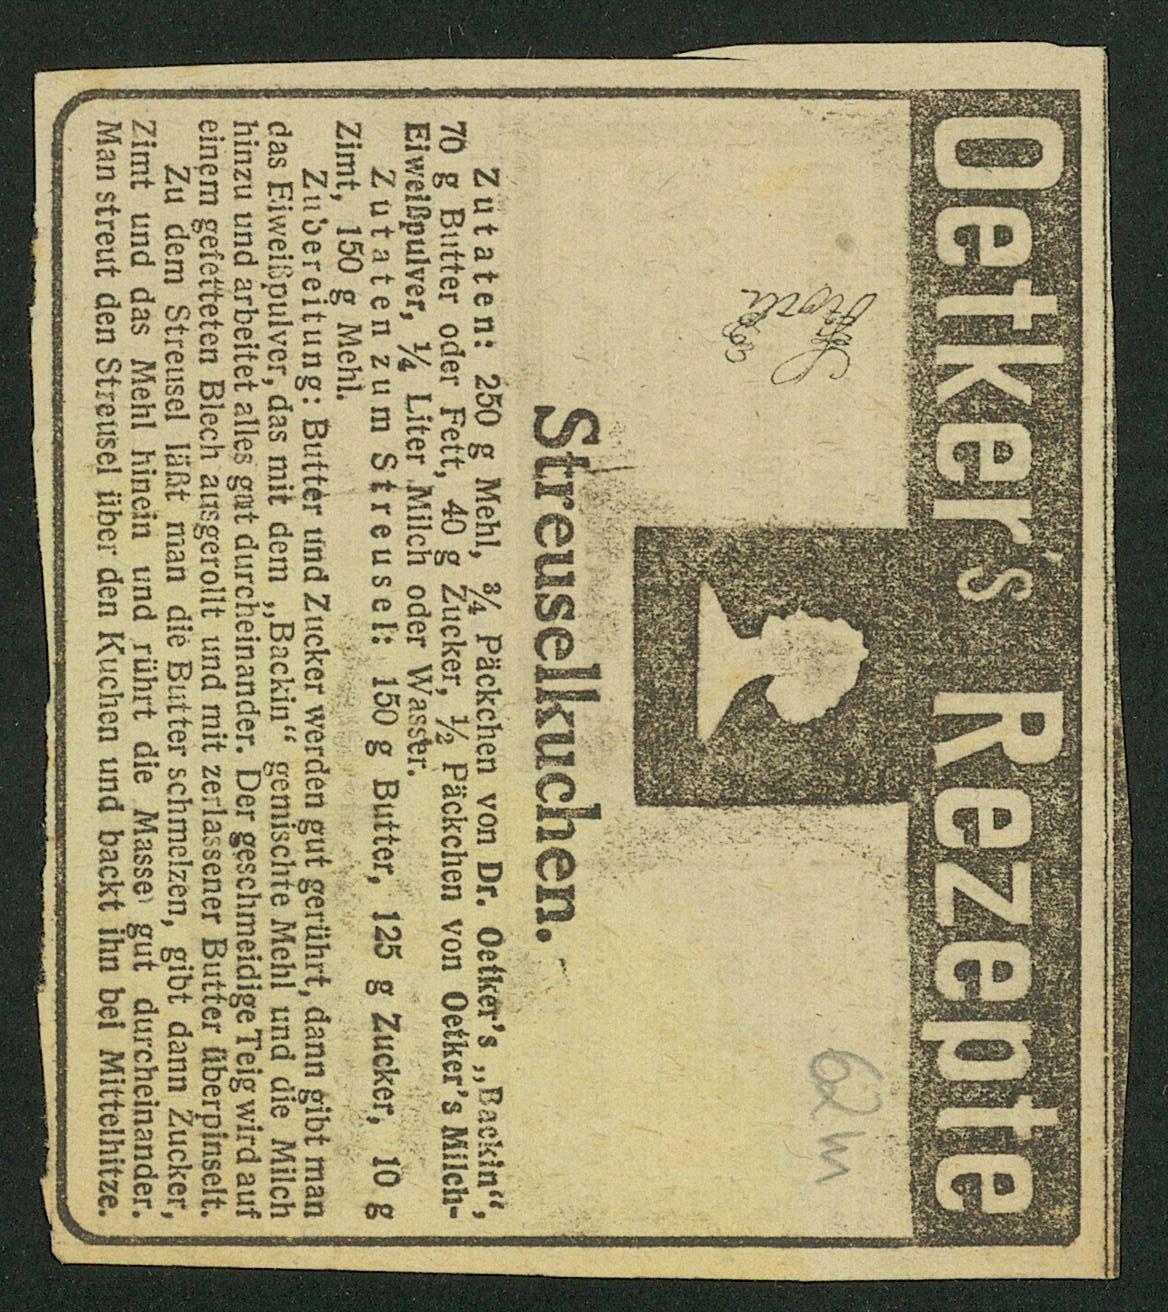 Oetker's Rezepte
62 m
Streuselkuchen.
Zutaten: 250 g Mehl, ¾ Päckchen von Dr. Oetker's „Backin“,
70 g Butter oder Fett, 40 g Zucker, ½ Päckchen von Oetker's Milch-
Eiweißpulver, ¼ Liter Milch oder Wasser.
Zutaten zum Streusel: 150 g Butter, 125 g Zucker, 10 g
Zimt, 150 g Mehl.
Zubereitung: Butter und Zucker werden gut gerührt, dann gibt man
das Eiweißpulver, das mit dem „Backin“ gemischte Mehl und die Milch
hinzu und arbeitet alles gut durcheinander. Der geschmeidige Teig wird auf
einem gefetteten Blech ausgerollt und mit zerlassener Butter überpinselt.
Zu dem Streusel läßt man die Butter schmelzen, gibt dann Zucker,
Zimt und das Mehl hinein und rührt die Masse gut durcheinander.
Man streut den Streusel über den Kuchen und backt ihn bei Mittelhitze.